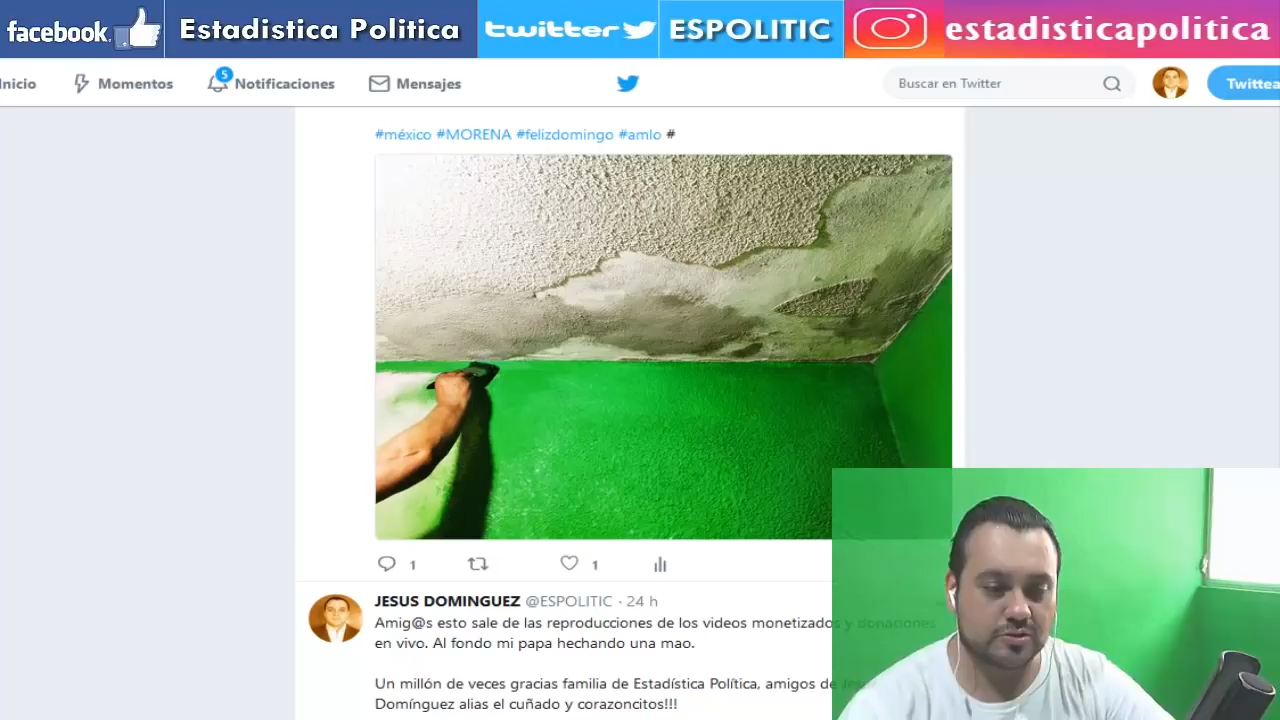 facebook. Estadistica Politica twitter ESPOLITIC estadisticapolitica
Inicio Momentos 5 Notificaciones Mensajes Buscar en Twitter Twittea
#méxico #MORENA #felizdomingo #amlo #
1 1
JESUS DOMINGUEZ @ESPOLITIC · 24 h
Amig@s esto sale de las reproducciones de los videos monetizados y donaciones
en vivo. Al fondo mi papa hechando una mao.
Un millón de veces gracias familia de Estadística Política, amigos de Jesus
Domínguez alias el cuñado y corazoncitos!!!